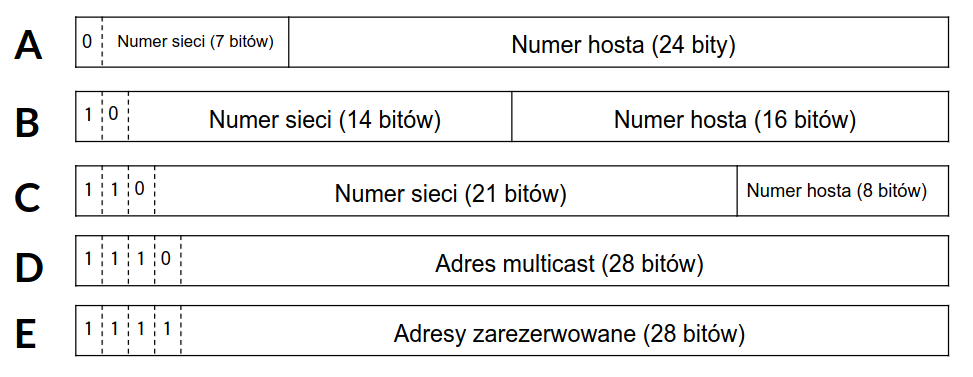 A 0 Numer sieci (7 bitów) Numer hosta (24 bity)
B 1 0 Numer sieci (14 bitów) Numer hosta (16 bitów)
C 1 1 0 Numer sieci (21 bitów) Numer hosta (8 bitów)
D 1 1 1 0 Adres multicast (28 bitów)
E 1 1 1 1 Adresy zarezerwowane (28 bitów)